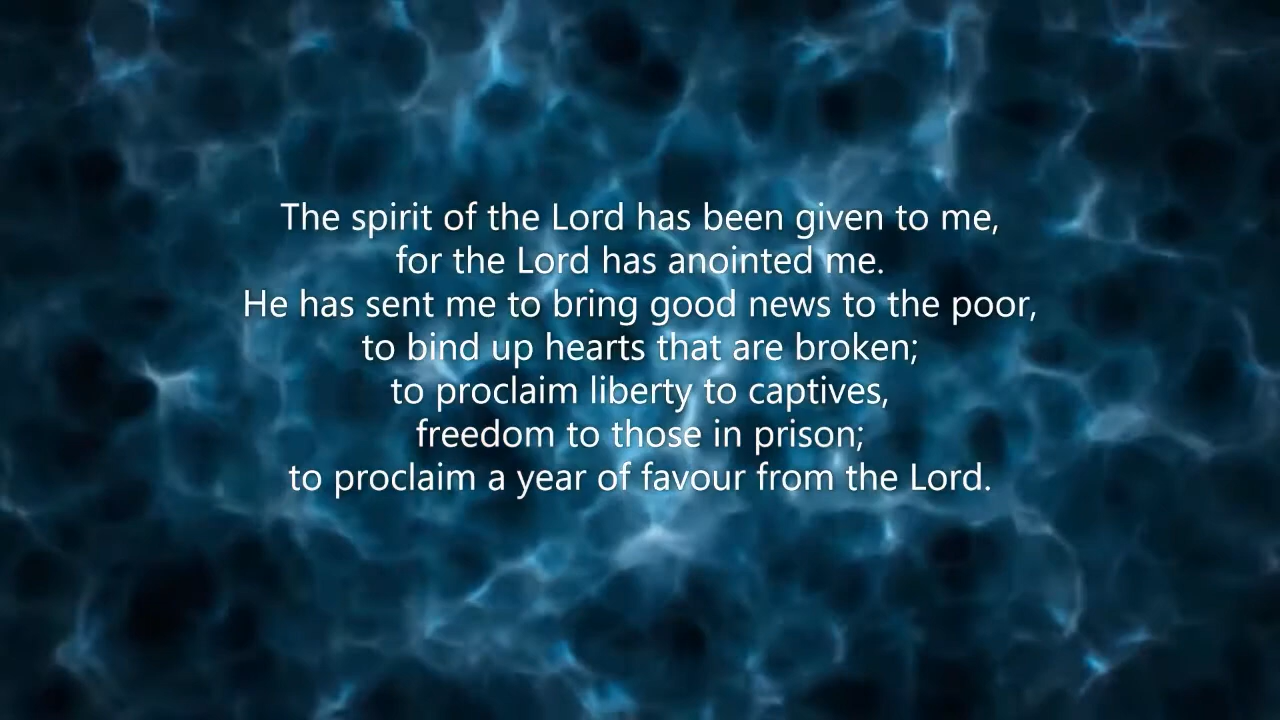 The spirit of the Lord has been given to me,
for the Lord has anointed me.
He has sent me to bring good news to the poor,
to bind up hearts that are broken;
to proclaim liberty to captives,
freedom to those in prison;
to proclaim a year of favour from the Lord.